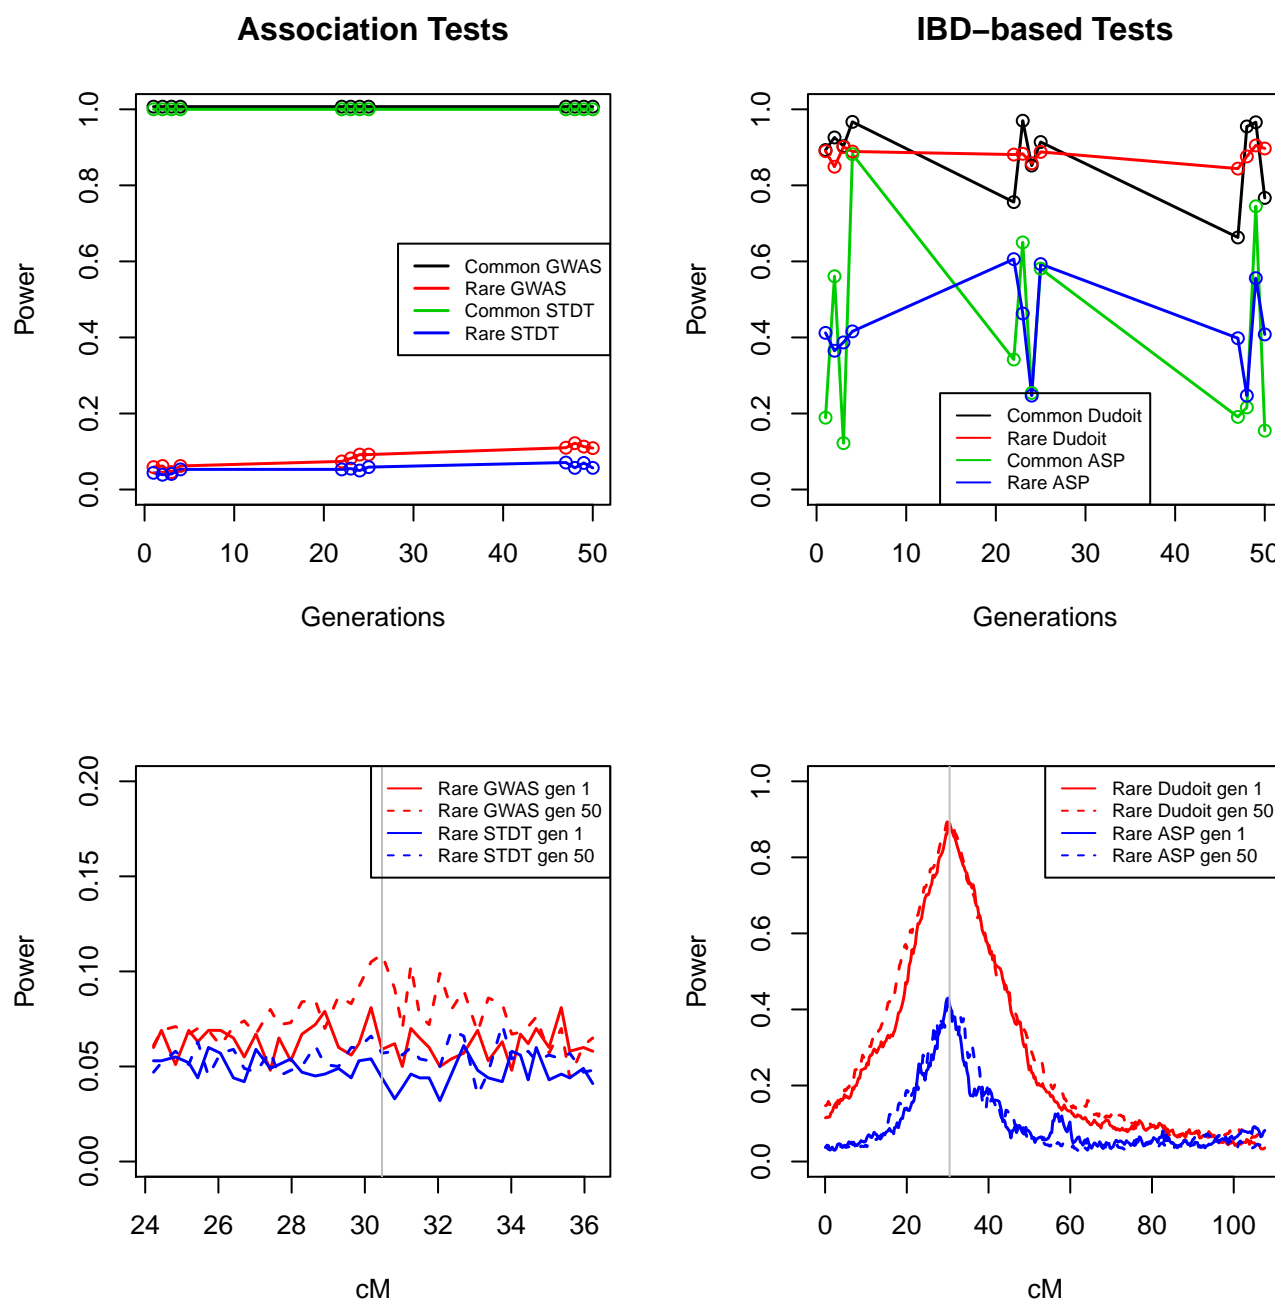 Association Tests
Power
0.0 0.2 0.4 0.6 0.8 1.0
Common GWAS
Rare GWAS
Common STDT
Rare STDT
0 10 20 30 40 50
Generations
IBD−based Tests
Power
0.0 0.2 0.4 0.6 0.8 1.0
Common Dudoit
Rare Dudoit
Common ASP
Rare ASP
0 10 20 30 40 50
Generations
Power
0.00 0.05 0.10 0.15 0.20
Rare GWAS gen 1
Rare GWAS gen 50
Rare STDT gen 1
Rare STDT gen 50
24 26 28 30 32 34 36
cM
Power
0.0 0.2 0.4 0.6 0.8 1.0
Rare Dudoit gen 1
Rare Dudoit gen 50
Rare ASP gen 1
Rare ASP gen 50
0 20 40 60 80 100
cM